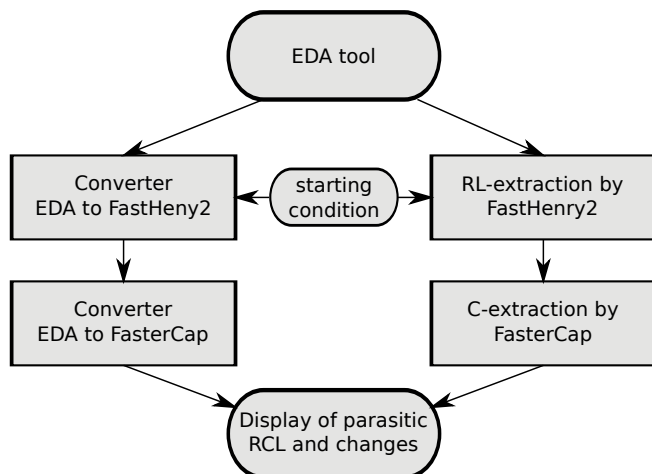 EDA tool
Converter
EDA to FastHeny2
starting
condition
RL-extraction by
FastHenry2
Converter
EDA to FasterCap
C-extraction by
FasterCap
Display of parasitic
RCL and changes